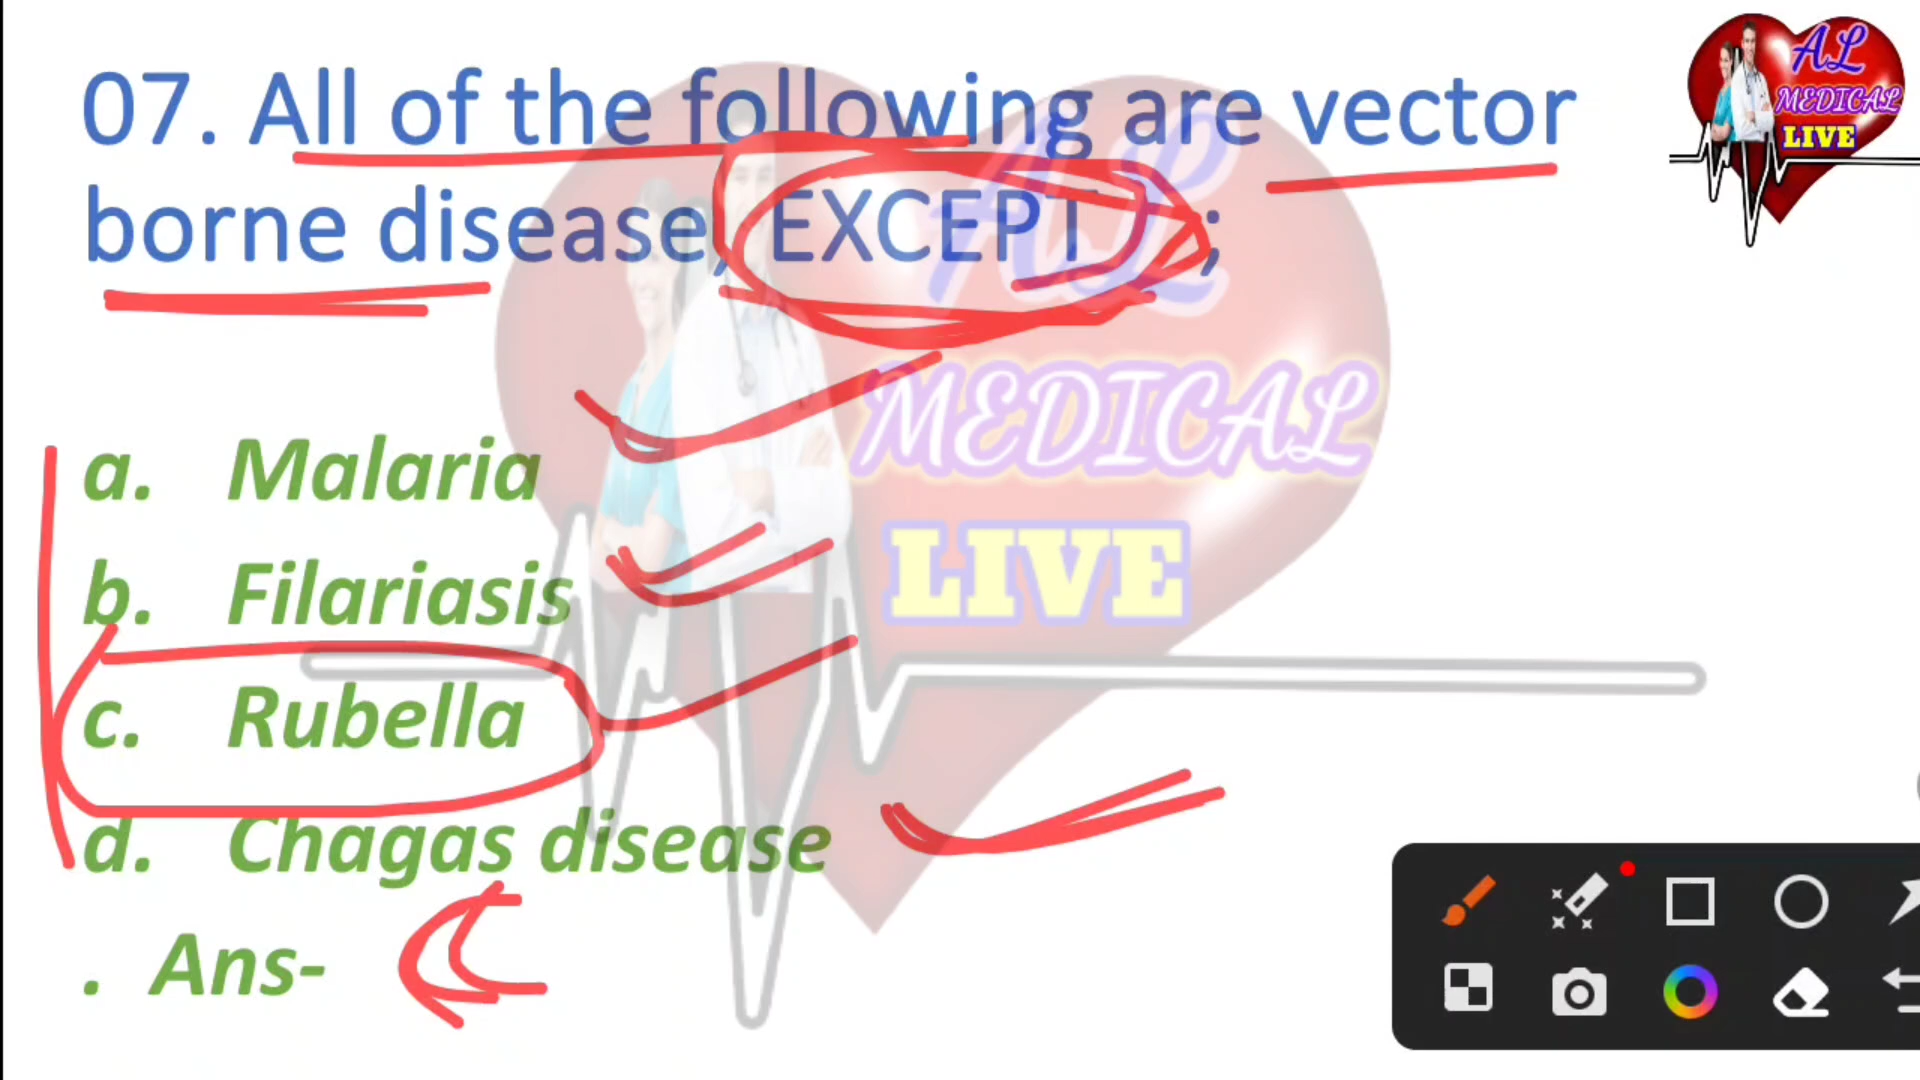 AL
MEDICAL
LIVE
07. All of the following are vector
borne disease, EXCEPT ;
AL
MEDICAL
LIVE
a. Malaria
b. Filariasis
c. Rubella
d. Chagas disease
. Ans- C